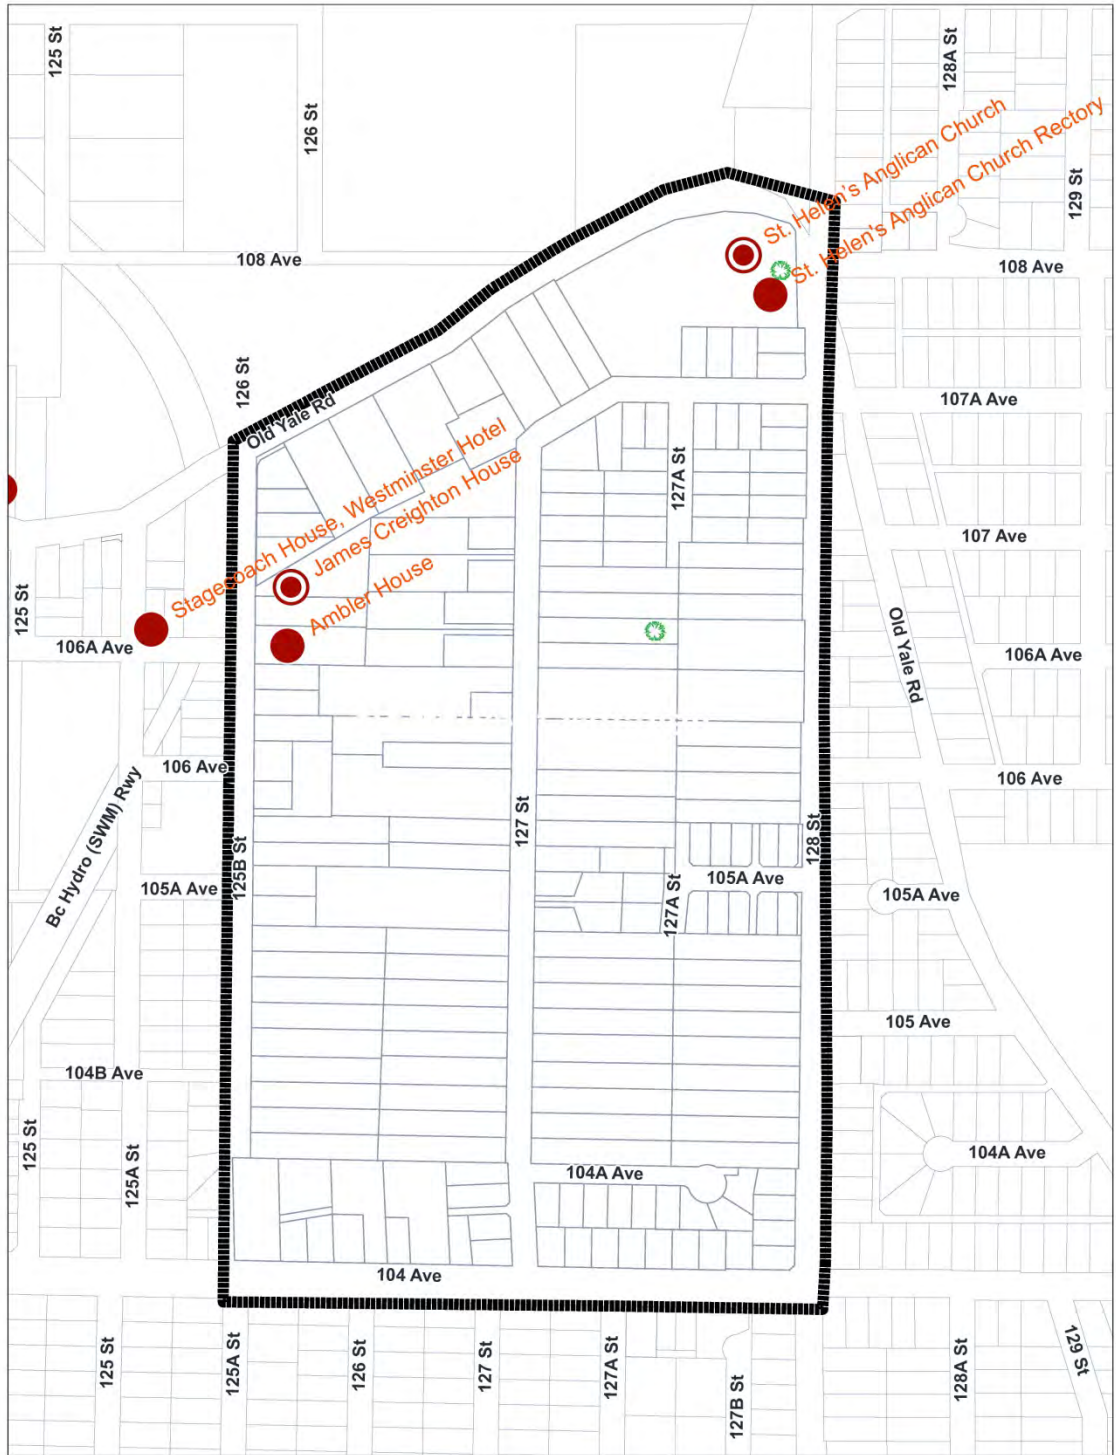 125 St
126 St
128A St
129 St
St. Helen's Anglican Church
St. Helen's Anglican Church Rectory
108 Ave
108 Ave
126 St
Old Yale Rd
107A Ave
Stagecoach House, Westminster Hotel
James Creighton House
Ambler House
127A St
107 Ave
125 St
106A Ave
Old Yale Rd
106A Ave
106 Ave
106 Ave
Bc Hydro (SWM) Rwy
127 St
128 St
125B St
105A Ave
105A Ave
105A Ave
127A St
105 Ave
104B Ave
125 St
125A St
104A Ave
104A Ave
104 Ave
125 St
125A St
126 St
127 St
127A St
127B St
128A St
129 St